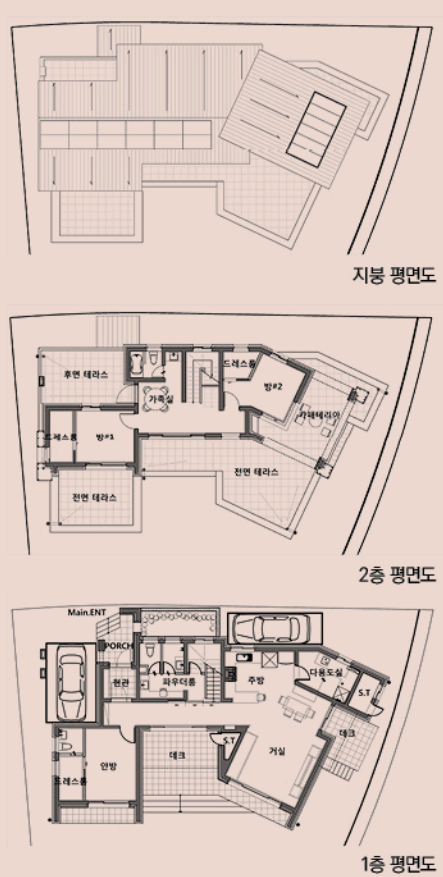 지붕 평면도
후면 테라스
드레스룸
방#2
가족실
카페테리아
드레스룸
방#1
전면 테라스
전면 테라스
2층 평면도
Main.ENT
PORCH
현관
파우더룸
주방
다용도실
S.T
S.T
데크
거실
데크
안방
드레스룸
1층 평면도